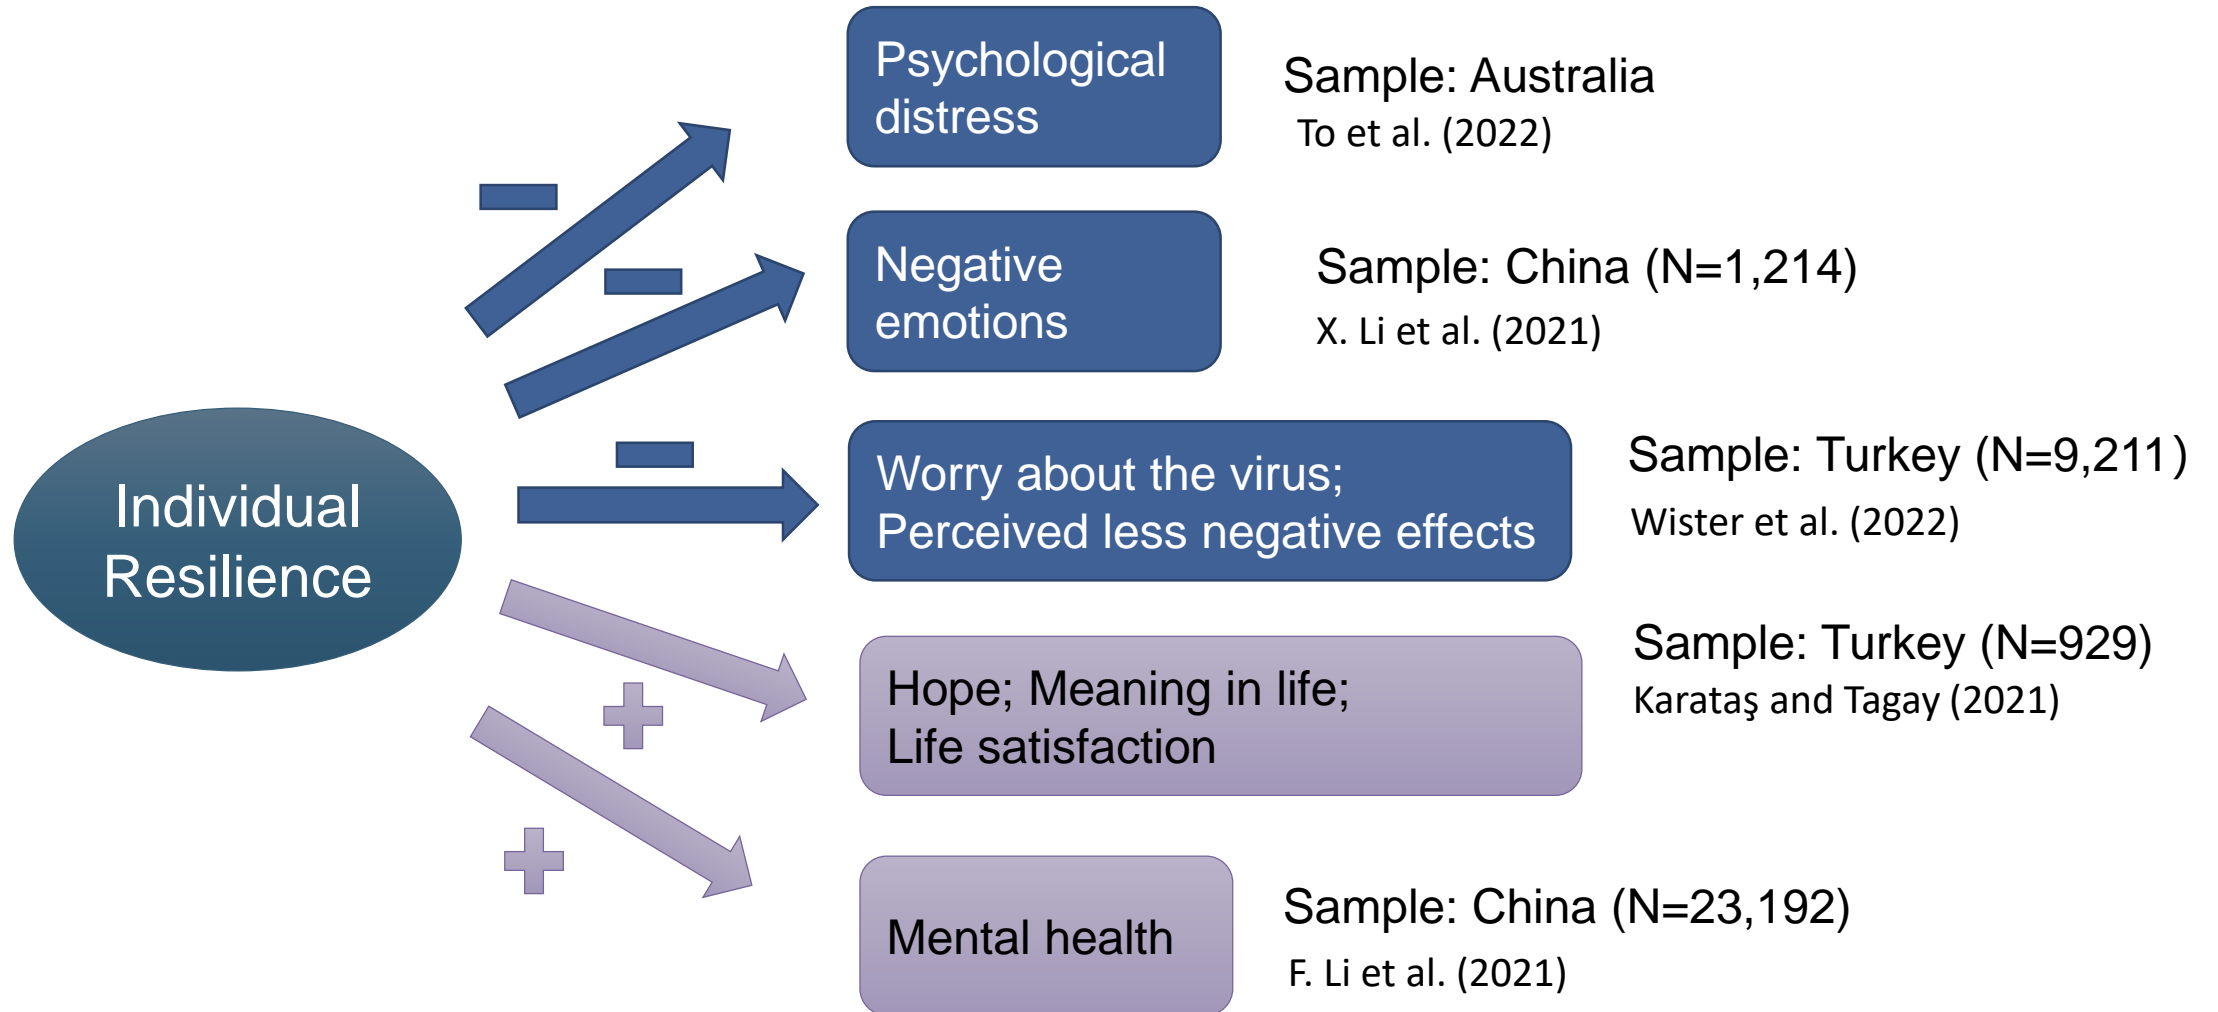 Psychological
distress
Sample: Australia
To et al. (2022)
Negative
emotions
Sample: China (N=1,214)
X. Li et al. (2021)
Individual
Resilience
Worry about the virus;
Perceived less negative effects
Sample: Turkey (N=9,211)
Wister et al. (2022)
Hope; Meaning in life;
Life satisfaction
Sample: Turkey (N=929)
Karataş and Tagay (2021)
Mental health
Sample: China (N=23,192)
F. Li et al. (2021)